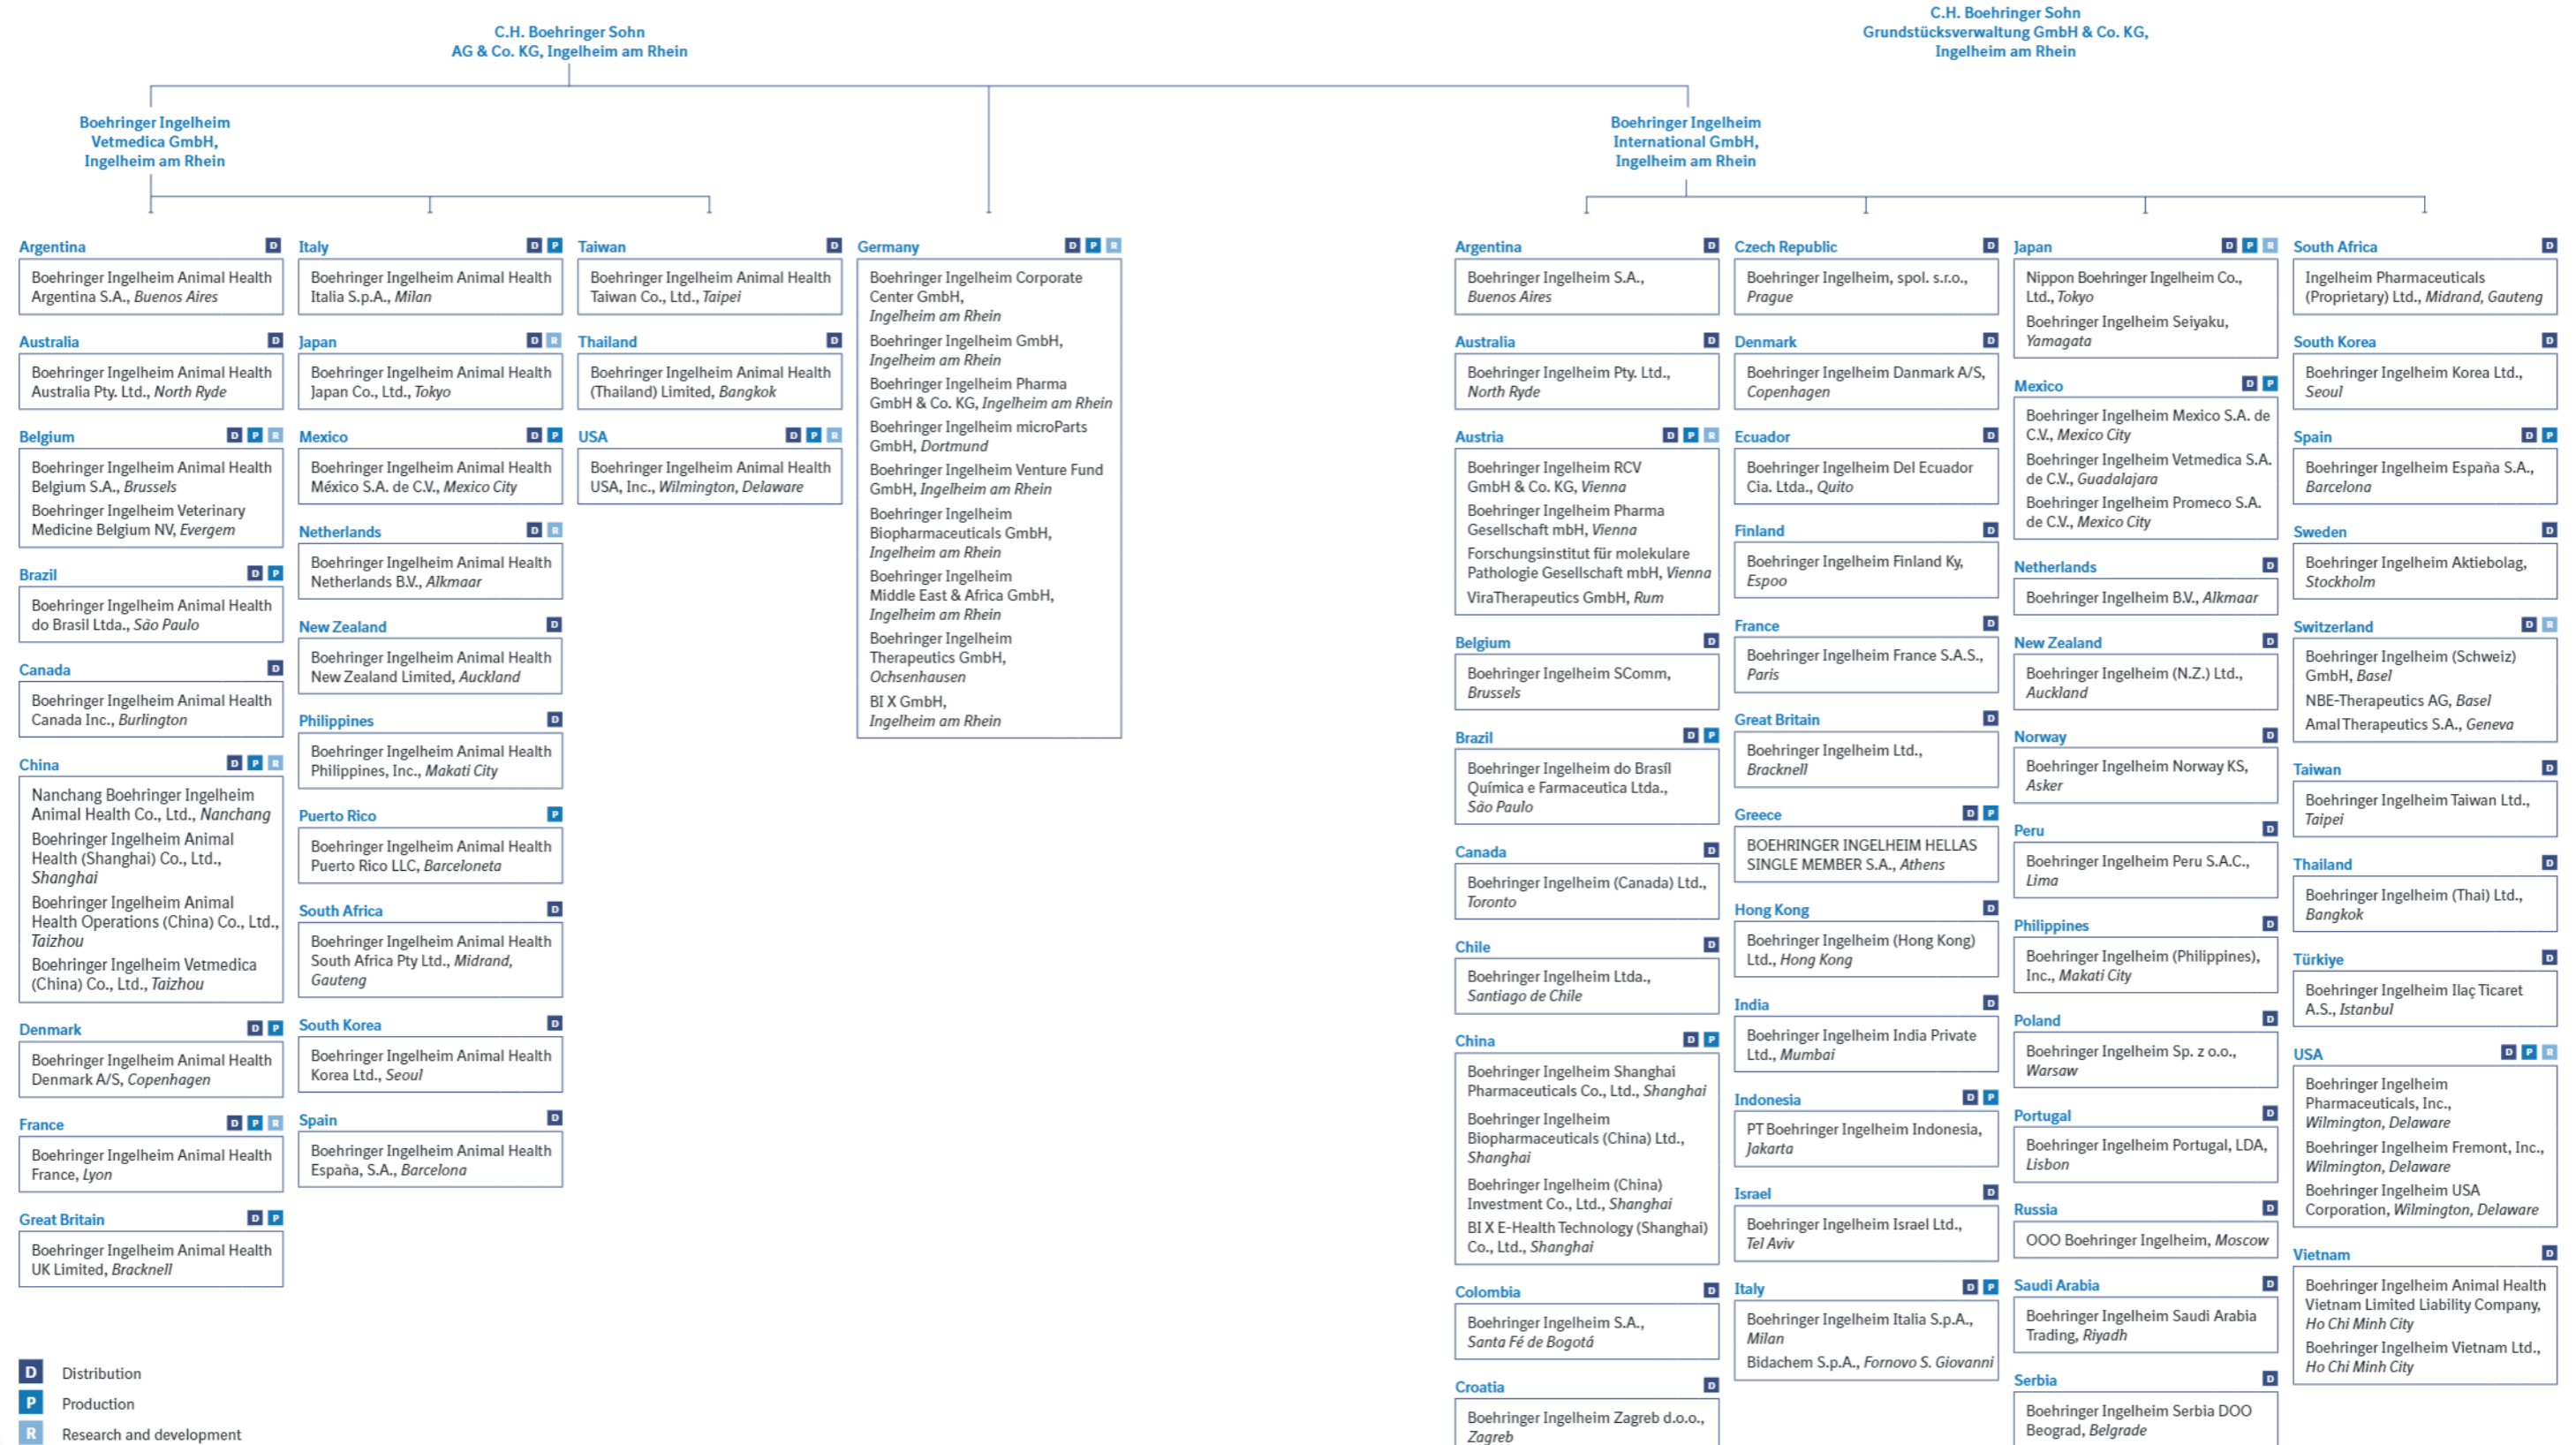 C.H. Boehringer Sohn
AG & Co. KG, Ingelheim am Rhein
C.H. Boehringer Sohn
Grundstücksverwaltung GmbH & Co. KG,
Ingelheim am Rhein
Boehringer Ingelheim
Vetmedica GmbH,
Ingelheim am Rhein
Boehringer Ingelheim
International GmbH,
Ingelheim am Rhein
Argentina D
Boehringer Ingelheim Animal Health
Argentina S.A., Buenos Aires
Australia D
Boehringer Ingelheim Animal Health
Australia Pty. Ltd., North Ryde
Belgium D P R
Boehringer Ingelheim Animal Health
Belgium S.A., Brussels
Boehringer Ingelheim Veterinary
Medicine Belgium NV, Evergem
Brazil D P
Boehringer Ingelheim Animal Health
do Brasil Ltda., São Paulo
Canada D
Boehringer Ingelheim Animal Health
Canada Inc., Burlington
China D P R
Nanchang Boehringer Ingelheim
Animal Health Co., Ltd., Nanchang
Boehringer Ingelheim Animal
Health (Shanghai) Co., Ltd.,
Shanghai
Boehringer Ingelheim Animal
Health Operations (China) Co., Ltd.,
Taizhou
Boehringer Ingelheim Vetmedica
(China) Co., Ltd., Taizhou
Denmark D P
Boehringer Ingelheim Animal Health
Denmark A/S, Copenhagen
France D P R
Boehringer Ingelheim Animal Health
France, Lyon
Great Britain D P
Boehringer Ingelheim Animal Health
UK Limited, Bracknell
Italy D P
Boehringer Ingelheim Animal Health
Italia S.p.A., Milan
Japan D R
Boehringer Ingelheim Animal Health
Japan Co., Ltd., Tokyo
Mexico D P
Boehringer Ingelheim Animal Health
México S.A. de C.V., Mexico City
Netherlands D R
Boehringer Ingelheim Animal Health
Netherlands B.V., Alkmaar
New Zealand D
Boehringer Ingelheim Animal Health
New Zealand Limited, Auckland
Philippines D
Boehringer Ingelheim Animal Health
Philippines, Inc., Makati City
Puerto Rico P
Boehringer Ingelheim Animal Health
Puerto Rico LLC, Barceloneta
South Africa D
Boehringer Ingelheim Animal Health
South Africa Pty Ltd., Midrand,
Gauteng
South Korea D
Boehringer Ingelheim Animal Health
Korea Ltd., Seoul
Spain D
Boehringer Ingelheim Animal Health
España, S.A., Barcelona
Taiwan D
Boehringer Ingelheim Animal Health
Taiwan Co., Ltd., Taipei
Thailand D
Boehringer Ingelheim Animal Health
(Thailand) Limited, Bangkok
USA D P R
Boehringer Ingelheim Animal Health
USA, Inc., Wilmington, Delaware
Germany D P R
Boehringer Ingelheim Corporate
Center GmbH,
Ingelheim am Rhein
Boehringer Ingelheim GmbH,
Ingelheim am Rhein
Boehringer Ingelheim Pharma
GmbH & Co. KG, Ingelheim am Rhein
Boehringer Ingelheim microParts
GmbH, Dortmund
Boehringer Ingelheim Venture Fund
GmbH, Ingelheim am Rhein
Boehringer Ingelheim
Biopharmaceuticals GmbH,
Ingelheim am Rhein
Boehringer Ingelheim
Middle East & Africa GmbH,
Ingelheim am Rhein
Boehringer Ingelheim
Therapeutics GmbH,
Ochsenhausen
BI X GmbH,
Ingelheim am Rhein
Argentina D
Boehringer Ingelheim S.A.,
Buenos Aires
Australia D
Boehringer Ingelheim Pty. Ltd.,
North Ryde
Austria D P R
Boehringer Ingelheim RCV
GmbH & Co. KG, Vienna
Boehringer Ingelheim Pharma
Gesellschaft mbH, Vienna
Forschungsinstitut für molekulare
Pathologie Gesellschaft mbH, Vienna
ViraTherapeutics GmbH, Rum
Belgium D
Boehringer Ingelheim SComm,
Brussels
Brazil D P
Boehringer Ingelheim do Brasíl
Química e Farmaceutica Ltda.,
São Paulo
Canada D
Boehringer Ingelheim (Canada) Ltd.,
Toronto
Chile D
Boehringer Ingelheim Ltda.,
Santiago de Chile
China D P
Boehringer Ingelheim Shanghai
Pharmaceuticals Co., Ltd., Shanghai
Boehringer Ingelheim
Biopharmaceuticals (China) Ltd.,
Shanghai
Boehringer Ingelheim (China)
Investment Co., Ltd., Shanghai
BI X E-Health Technology (Shanghai)
Co., Ltd., Shanghai
Colombia D
Boehringer Ingelheim S.A.,
Santa Fé de Bogotá
Croatia D
Boehringer Ingelheim Zagreb d.o.o.,
Zagreb
Czech Republic D
Boehringer Ingelheim, spol. s.r.o.,
Prague
Denmark D
Boehringer Ingelheim Danmark A/S,
Copenhagen
Ecuador D
Boehringer Ingelheim Del Ecuador
Cia. Ltda., Quito
Finland D
Boehringer Ingelheim Finland Ky,
Espoo
France D
Boehringer Ingelheim France S.A.S.,
Paris
Great Britain D
Boehringer Ingelheim Ltd.,
Bracknell
Greece D P
BOEHRINGER INGELHEIM HELLAS
SINGLE MEMBER S.A., Athens
Hong Kong D
Boehringer Ingelheim (Hong Kong)
Ltd., Hong Kong
India D
Boehringer Ingelheim India Private
Ltd., Mumbai
Indonesia D P
PT Boehringer Ingelheim Indonesia,
Jakarta
Israel D
Boehringer Ingelheim Israel Ltd.,
Tel Aviv
Italy D P
Boehringer Ingelheim Italia S.p.A.,
Milan
Bidachem S.p.A., Fornovo S. Giovanni
Japan D P R
Nippon Boehringer Ingelheim Co.,
Ltd., Tokyo
Boehringer Ingelheim Seiyaku,
Yamagata
Mexico D P
Boehringer Ingelheim Mexico S.A. de
C.V., Mexico City
Boehringer Ingelheim Vetmedica S.A.
de C.V., Guadalajara
Boehringer Ingelheim Promeco S.A.
de C.V., Mexico City
Netherlands D
Boehringer Ingelheim B.V., Alkmaar
New Zealand D
Boehringer Ingelheim (N.Z.) Ltd.,
Auckland
Norway D
Boehringer Ingelheim Norway KS,
Asker
Peru D
Boehringer Ingelheim Peru S.A.C.,
Lima
Philippines D
Boehringer Ingelheim (Philippines),
Inc., Makati City
Poland D
Boehringer Ingelheim Sp. z o.o.,
Warsaw
Portugal D
Boehringer Ingelheim Portugal, LDA,
Lisbon
Russia D
OOO Boehringer Ingelheim, Moscow
Saudi Arabia D
Boehringer Ingelheim Saudi Arabia
Trading, Riyadh
Serbia D
Boehringer Ingelheim Serbia DOO
Beograd, Belgrade
South Africa D
Ingelheim Pharmaceuticals
(Proprietary) Ltd., Midrand, Gauteng
South Korea D
Boehringer Ingelheim Korea Ltd.,
Seoul
Spain D P
Boehringer Ingelheim España S.A.,
Barcelona
Sweden D
Boehringer Ingelheim Aktiebolag,
Stockholm
Switzerland D R
Boehringer Ingelheim (Schweiz)
GmbH, Basel
NBE-Therapeutics AG, Basel
Amal Therapeutics S.A., Geneva
Taiwan D
Boehringer Ingelheim Taiwan Ltd.,
Taipei
Thailand D
Boehringer Ingelheim (Thai) Ltd.,
Bangkok
Türkiye D
Boehringer Ingelheim Ilaç Ticaret
A.S., Istanbul
USA D P R
Boehringer Ingelheim
Pharmaceuticals, Inc.,
Wilmington, Delaware
Boehringer Ingelheim Fremont, Inc.,
Wilmington, Delaware
Boehringer Ingelheim USA
Corporation, Wilmington, Delaware
Vietnam D
Boehringer Ingelheim Animal Health
Vietnam Limited Liability Company,
Ho Chi Minh City
Boehringer Ingelheim Vietnam Ltd.,
Ho Chi Minh City
D Distribution
P Production
R Research and development